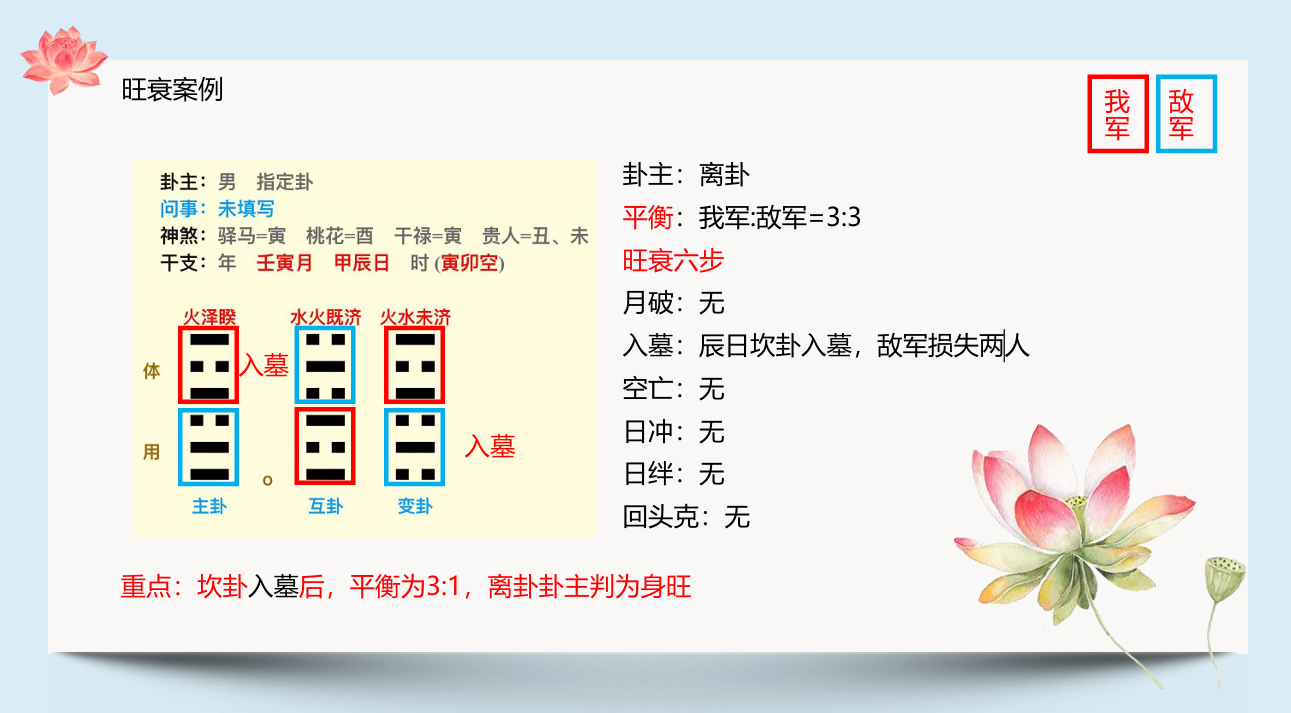 旺衰案例
我军
敌军
卦主：男 指定卦
问事：未填写
神煞：驿马=寅 桃花=酉 干禄=寅 贵人=丑、未
干支：年 壬寅月 甲辰日 时 (寅卯空)
火泽睽 水火既济 火水未济
体
入墓
用
入墓
主卦 互卦 变卦
卦主：离卦
平衡：我军:敌军=3:3
旺衰六步
月破：无
入墓：辰日坎卦入墓，敌军损失两人
空亡：无
日冲：无
日绊：无
回头克：无
重点：坎卦入墓后，平衡为3:1，离卦卦主判为身旺